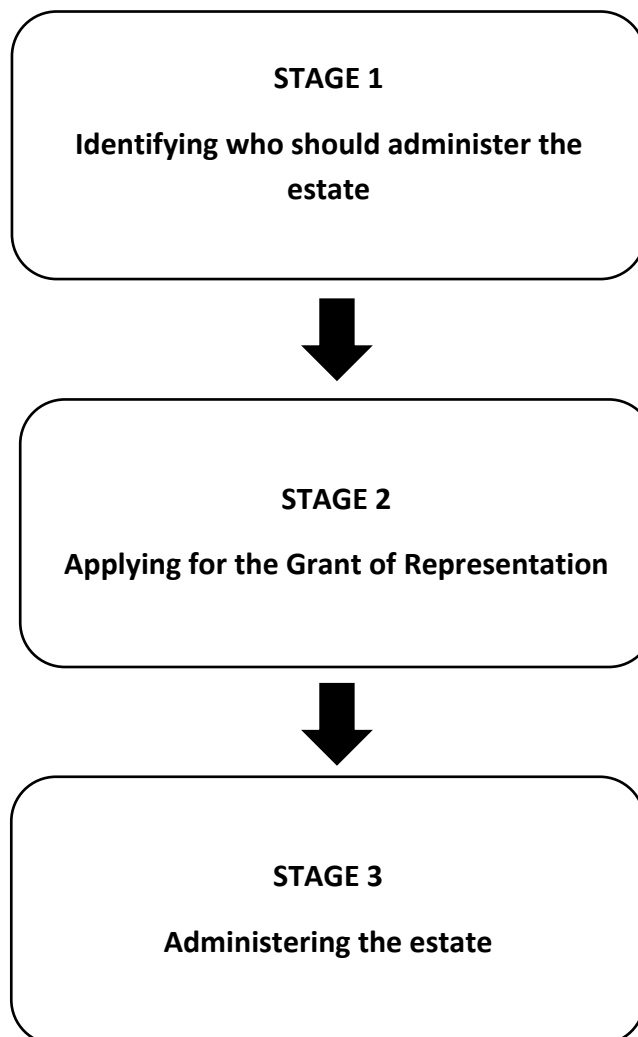 STAGE 1
Identifying who should administer the
estate
STAGE 2
Applying for the Grant of Representation
STAGE 3
Administering the estate